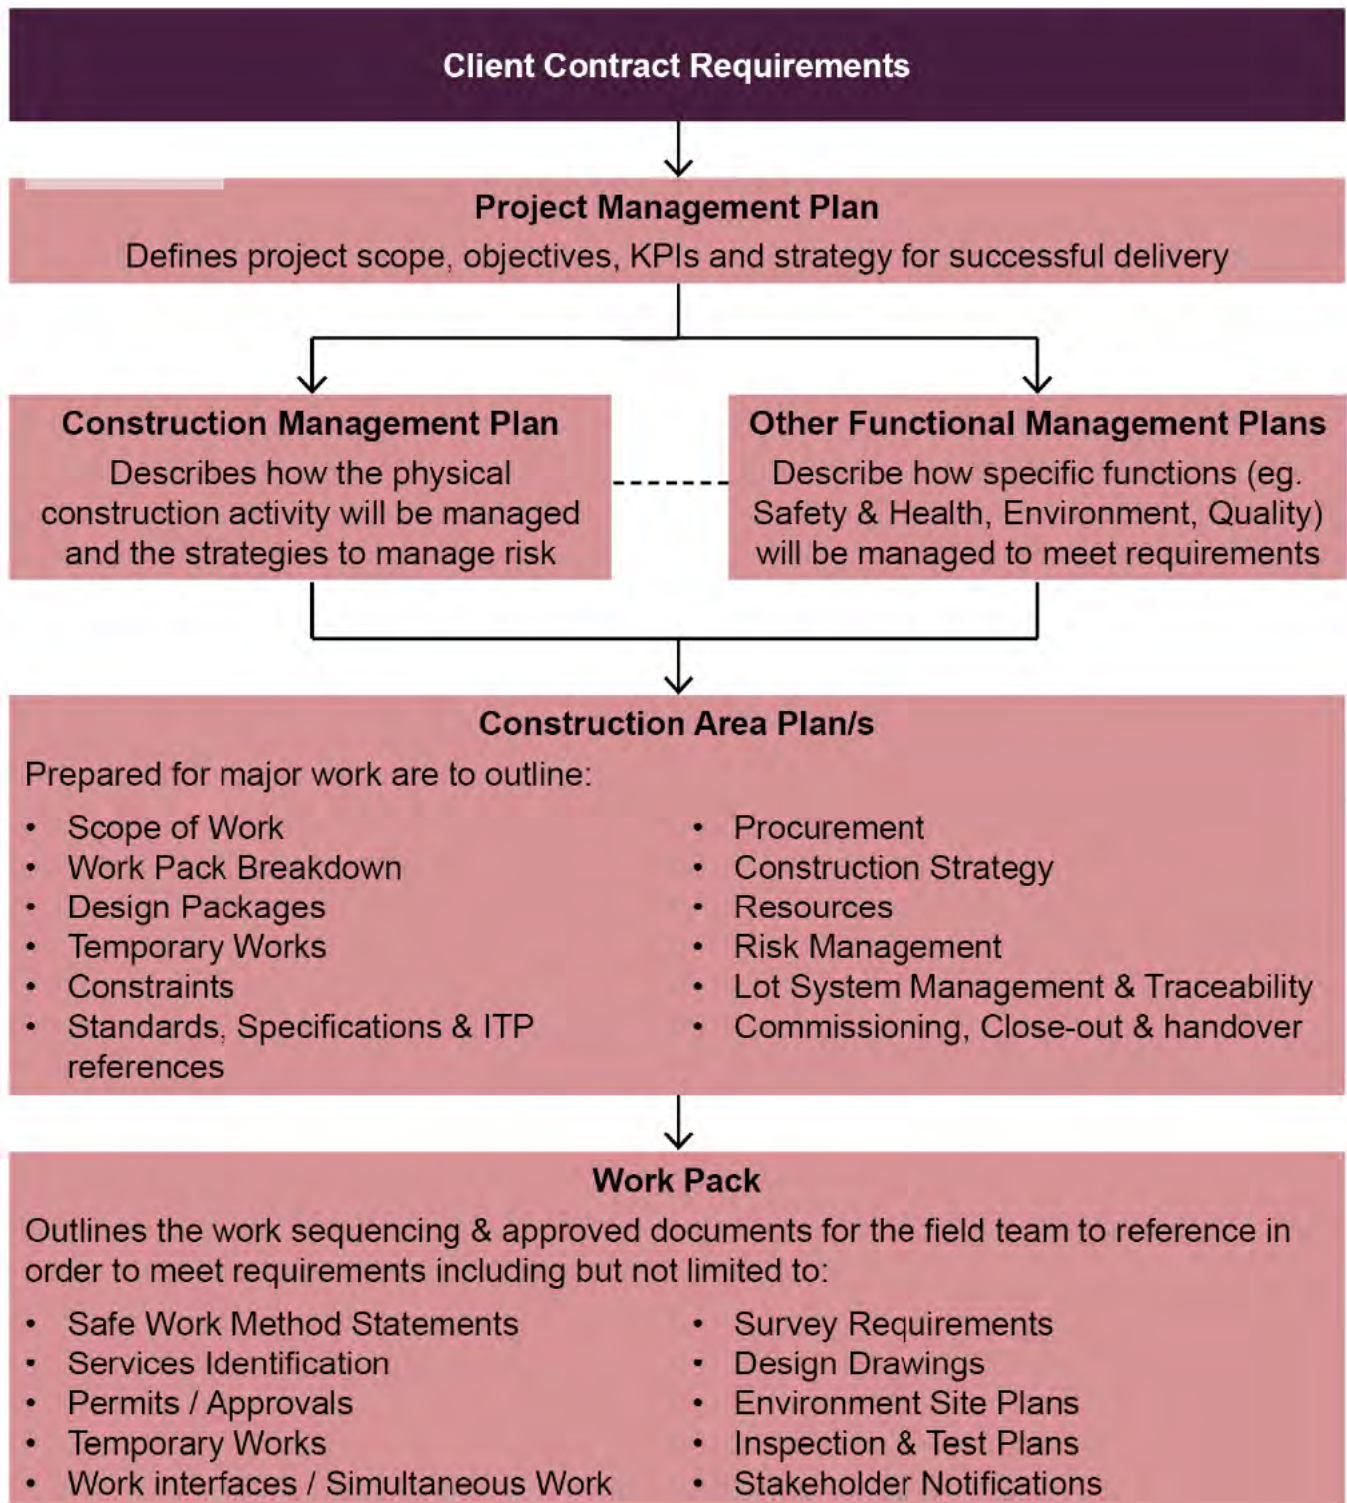 Client Contract Requirements
Project Management Plan
Defines project scope, objectives, KPIs and strategy for successful delivery
Construction Management Plan
Describes how the physical
construction activity will be managed
and the strategies to manage risk
Other Functional Management Plans
Describe how specific functions (eg.
Safety & Health, Environment, Quality)
will be managed to meet requirements
Construction Area Plan/s
Prepared for major work are to outline:
• Scope of Work
• Work Pack Breakdown
• Design Packages
• Temporary Works
• Constraints
• Standards, Specifications & ITP
references
• Procurement
• Construction Strategy
• Resources
• Risk Management
• Lot System Management & Traceability
• Commissioning, Close-out & handover
Work Pack
Outlines the work sequencing & approved documents for the field team to reference in
order to meet requirements including but not limited to:
• Safe Work Method Statements
• Services Identification
• Permits / Approvals
• Temporary Works
• Work interfaces / Simultaneous Work
• Survey Requirements
• Design Drawings
• Environment Site Plans
• Inspection & Test Plans
• Stakeholder Notifications